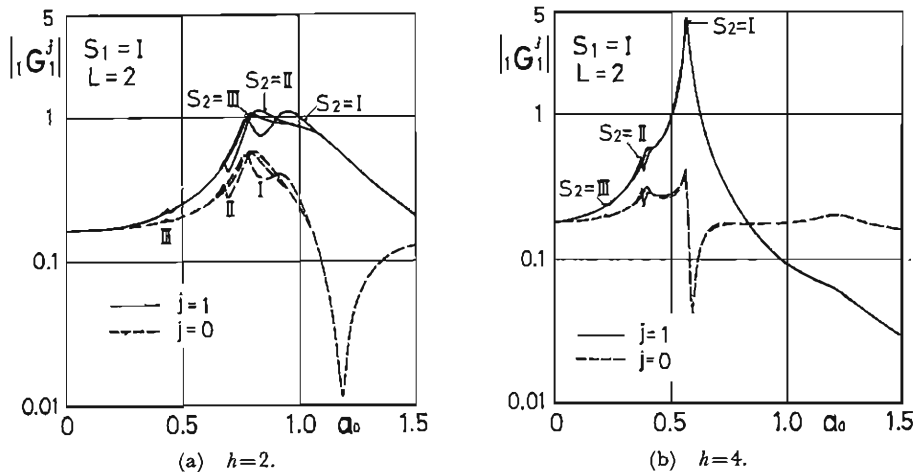 5
|₁G₁ʲ|
S₁=I
L=2
S₂=III
S₂=II
S₂=I
1
III
II
I
0.1
j=1
j=0
0.01
0 0.5 1.0 a₀ 1.5
(a) h=2.
5
|₁G₁ʲ|
S₁=I
L=2
S₂=I
1
S₂=II
S₂=III
0.1
j=1
j=0
0.01
0 0.5 1.0 a₀ 1.5
(b) h=4.